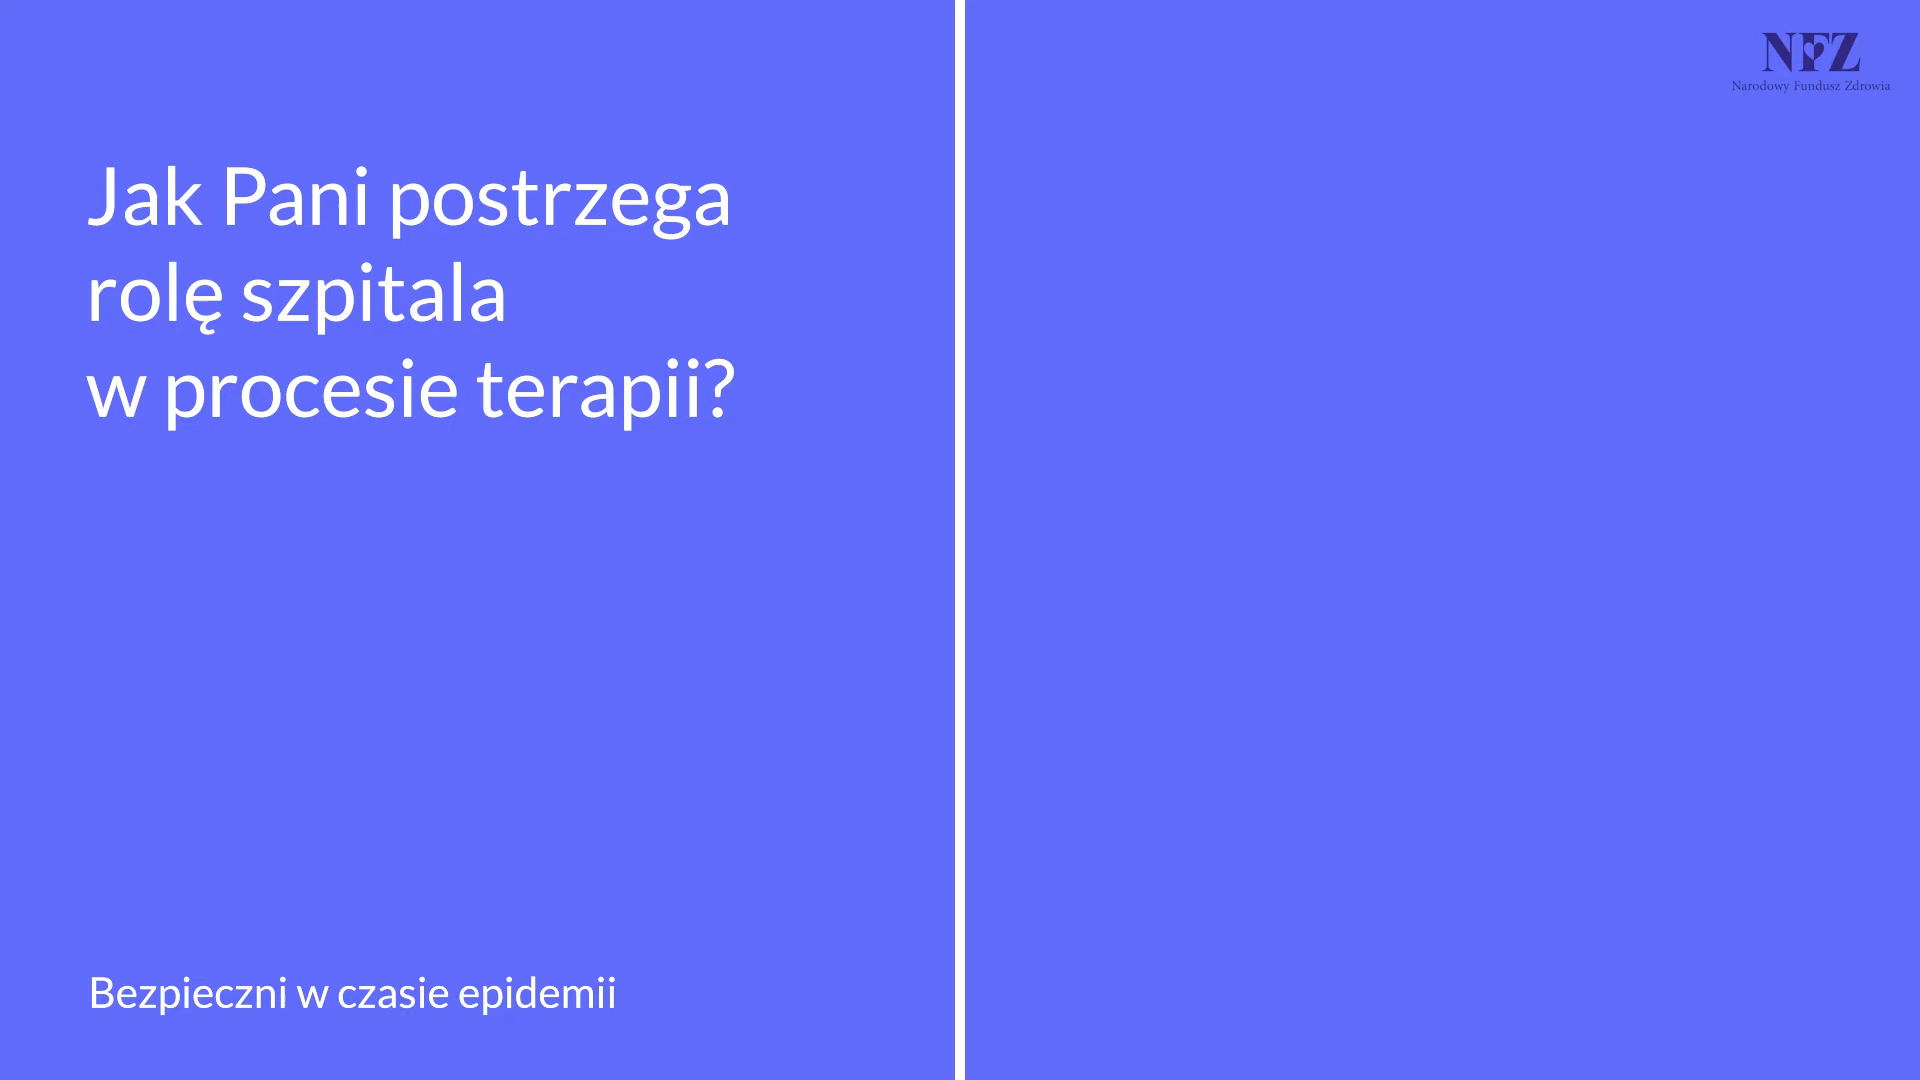 NFZ
Narodowy Fundusz Zdrowia
Jak Pani postrzega
rolę szpitala
w procesie terapii?
Bezpieczni w czasie epidemii